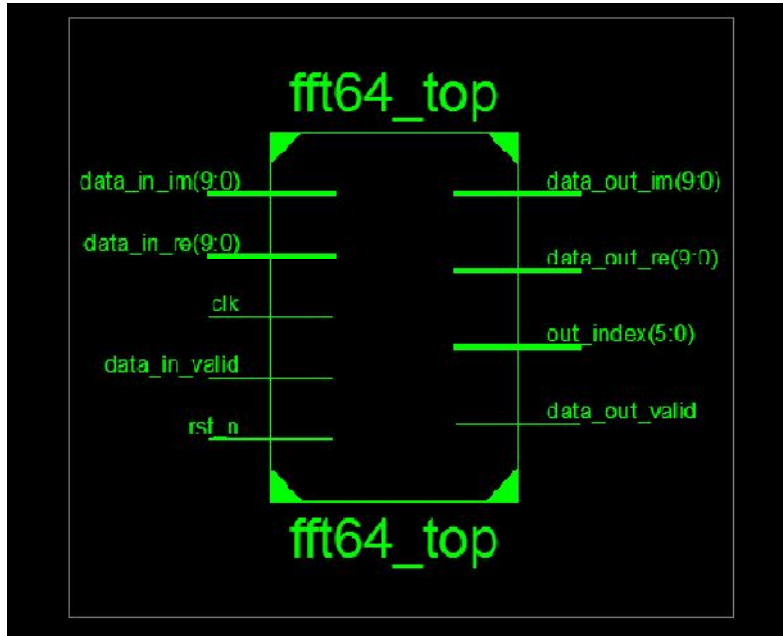 fft64_top
data_in_im(9:0)
data_out_im(9:0)
data_in_re(9:0)
data_out_re(9:0)
clk
out_index(5:0)
data_in_valid
data_out_valid
rst_n
fft64_top